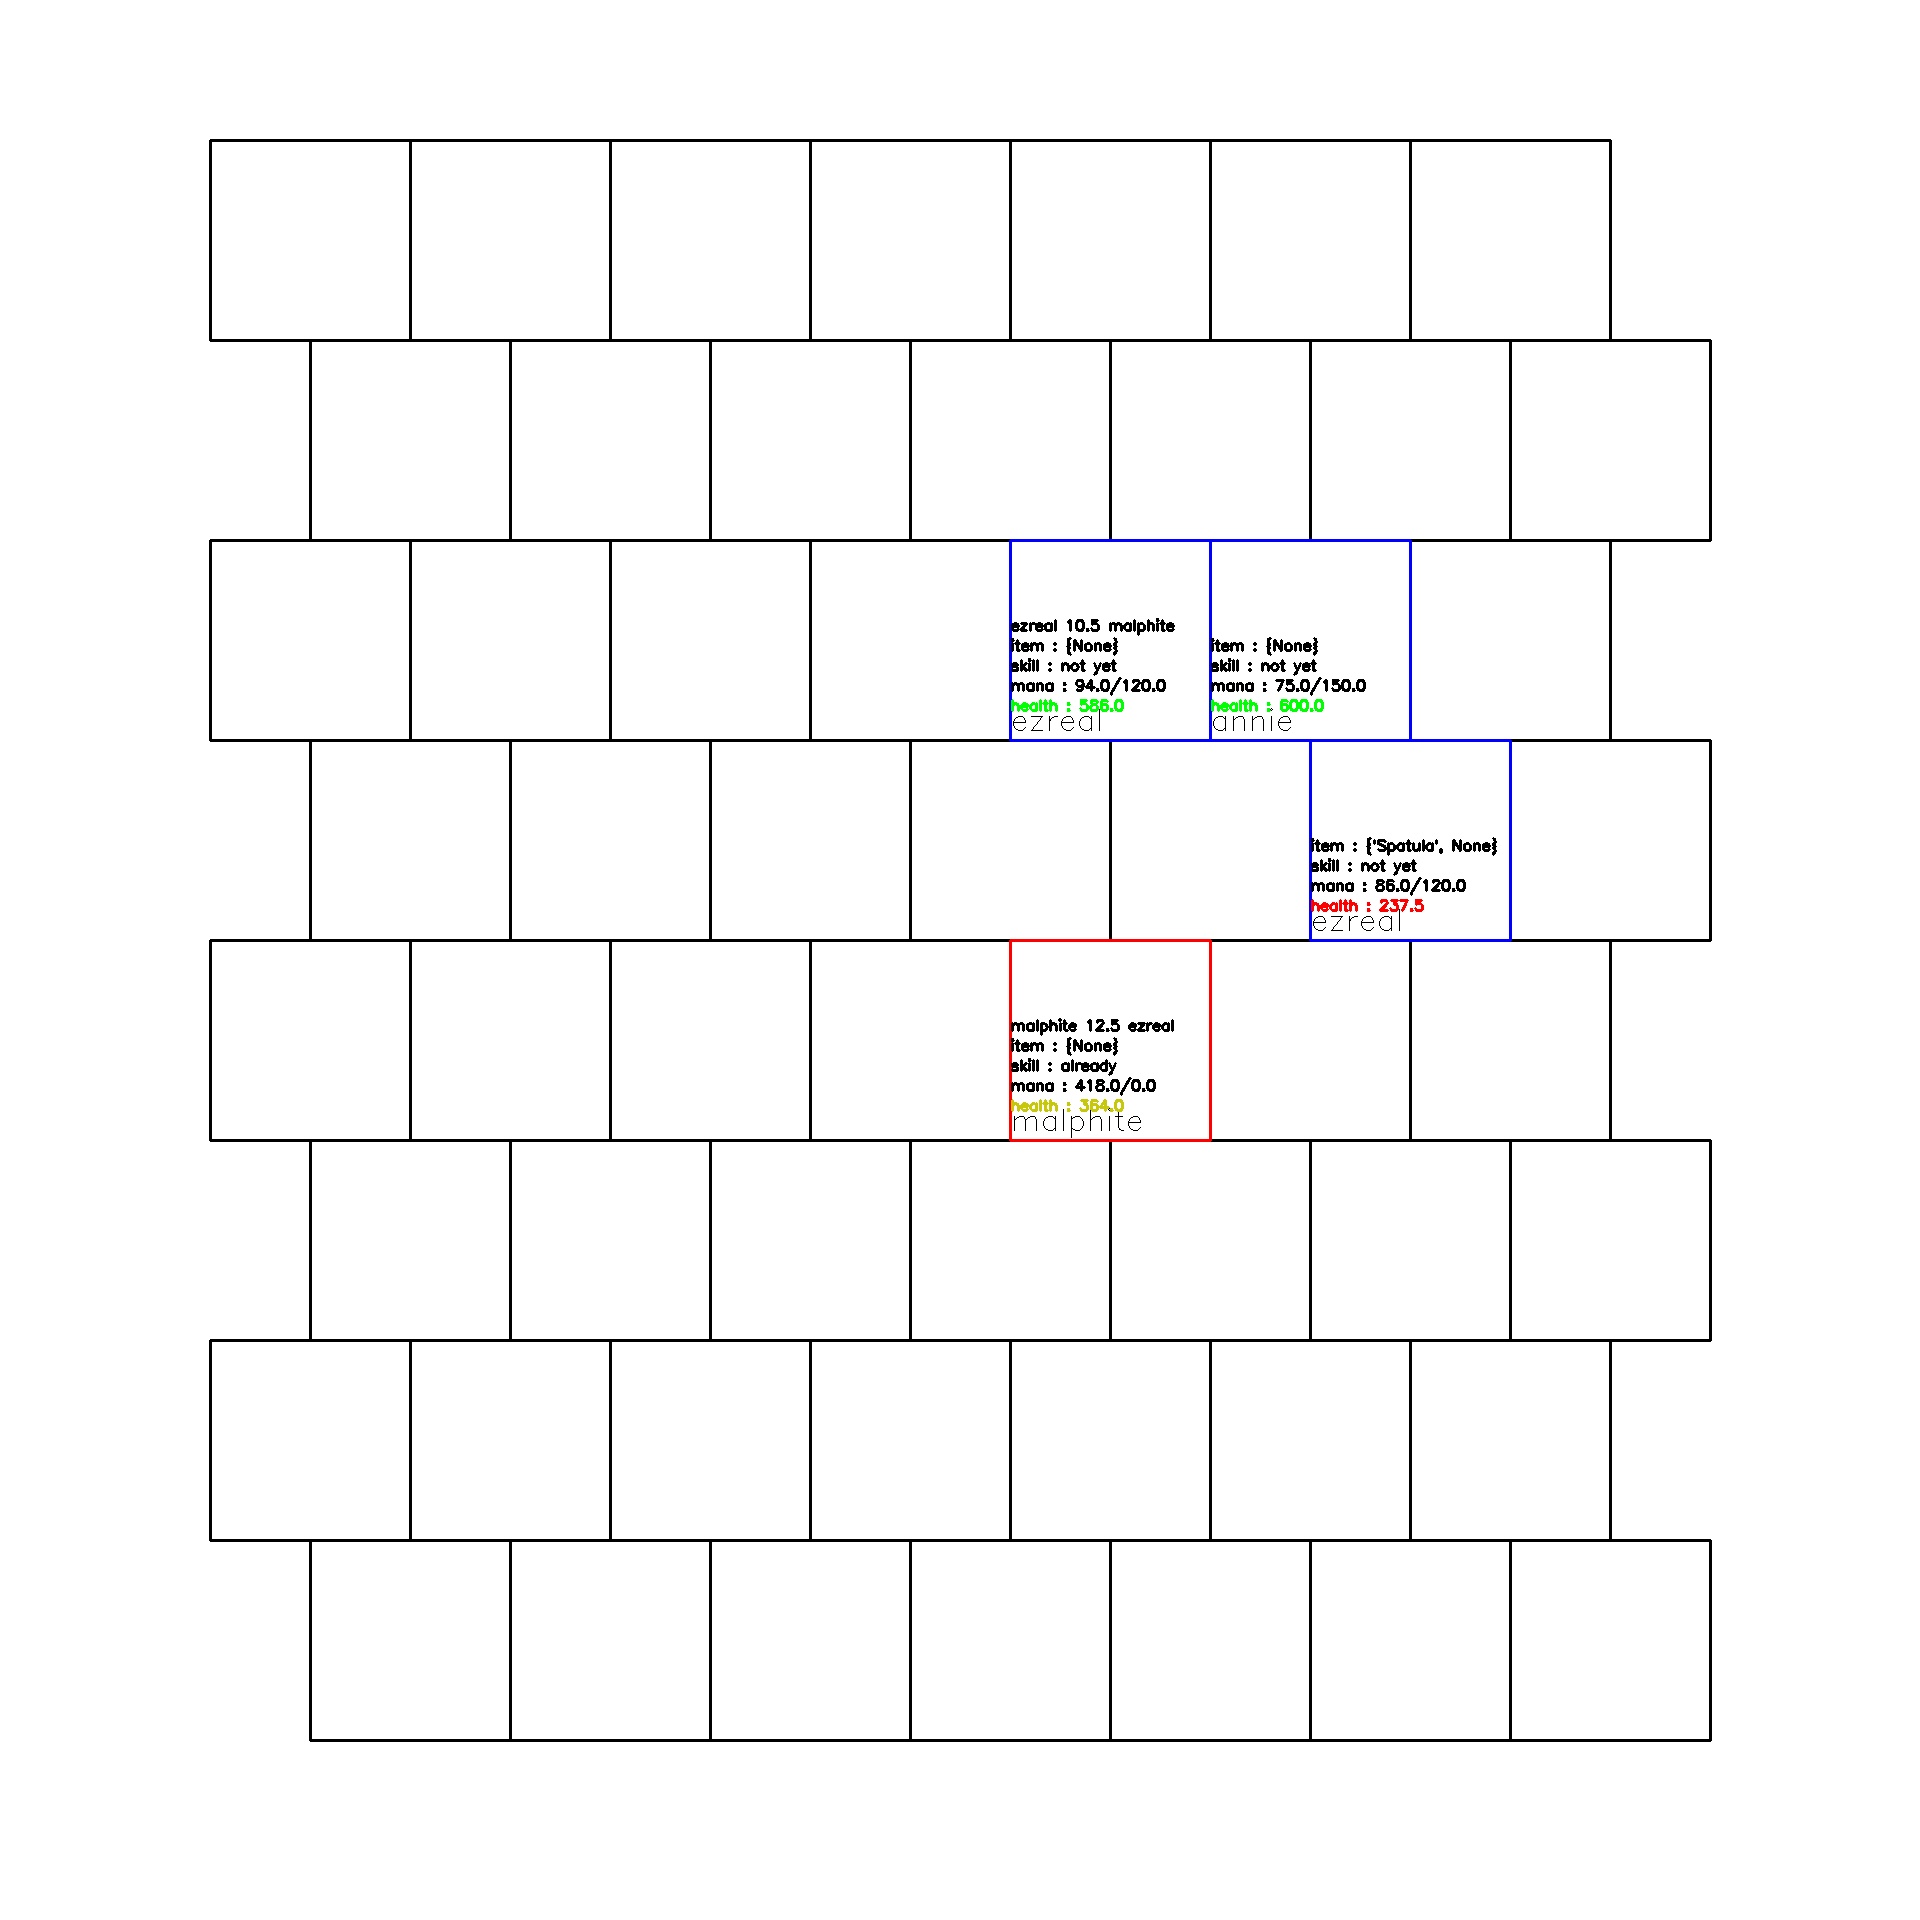 ezreal 10.5 malphite
item : {None}
skill : not yet
mana : 94.0/120.0
health : 586.0
ezreal
item : {None}
skill : not yet
mana : 75.0/150.0
health : 600.0
annie
item : {'Spatula', None}
skill : not yet
mana : 86.0/120.0
health : 237.5
ezreal
malphite 12.5 ezreal
item : {None}
skill : already
mana : 418.0/0.0
health : 364.0
malphite